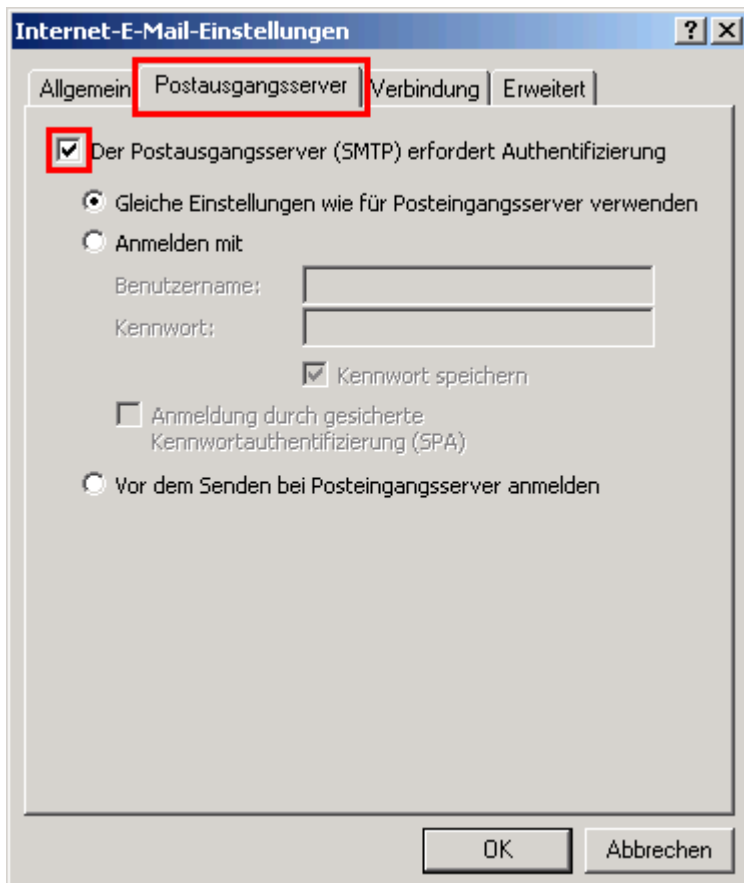 Internet-E-Mail-Einstellungen
Allgemein Postausgangsserver Verbindung Erweitert
Der Postausgangsserver (SMTP) erfordert Authentifizierung
Gleiche Einstellungen wie für Posteingangsserver verwenden
Anmelden mit
Benutzername:
Kennwort:
Kennwort speichern
Anmeldung durch gesicherte
Kennwortauthentifizierung (SPA)
Vor dem Senden bei Posteingangsserver anmelden
OK Abbrechen